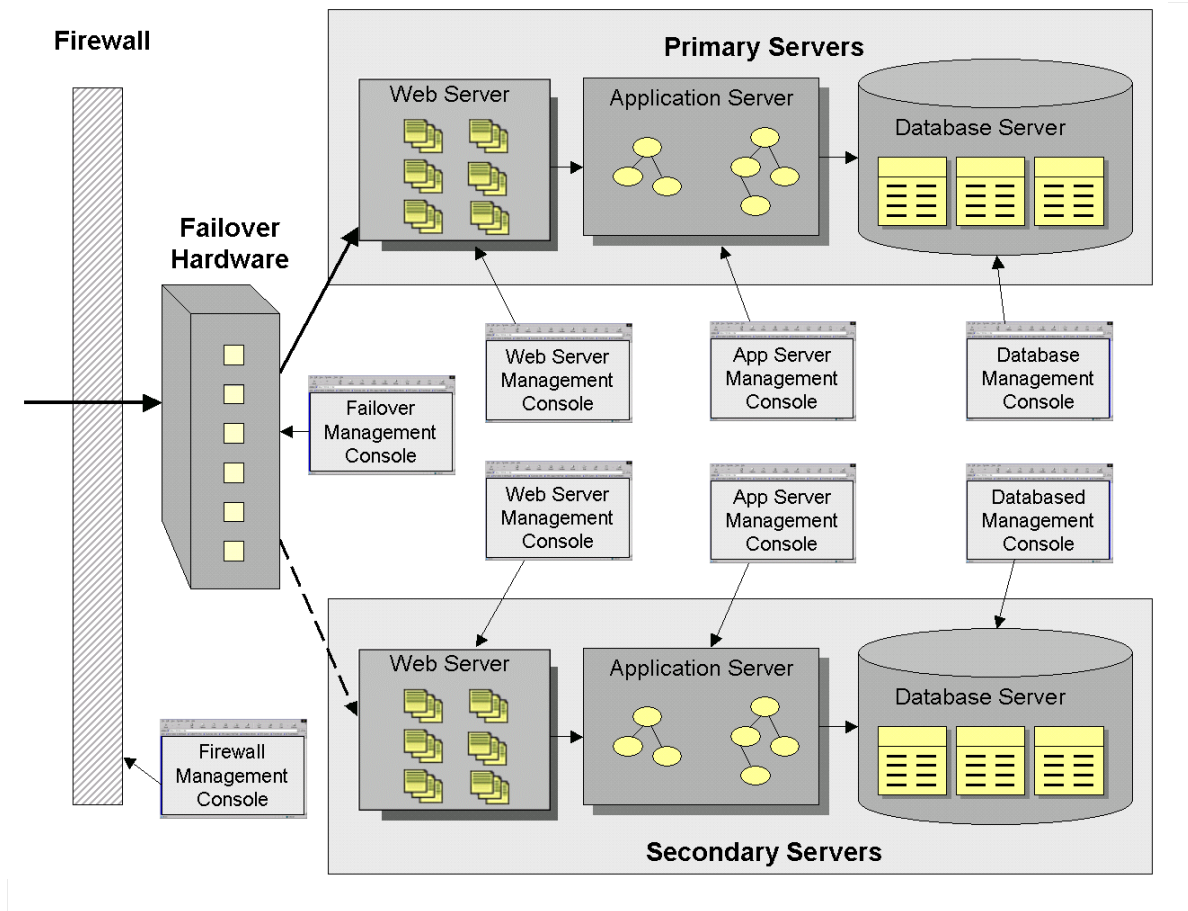 Firewall
Primary Servers
Web Server
Application Server
Database Server
Failover
Hardware
Web Server
Management
Console
App Server
Management
Console
Database
Management
Console
Failover
Management
Console
Web Server
Management
Console
App Server
Management
Console
Databased
Management
Console
Web Server
Application Server
Database Server
Firewall
Management
Console
Secondary Servers